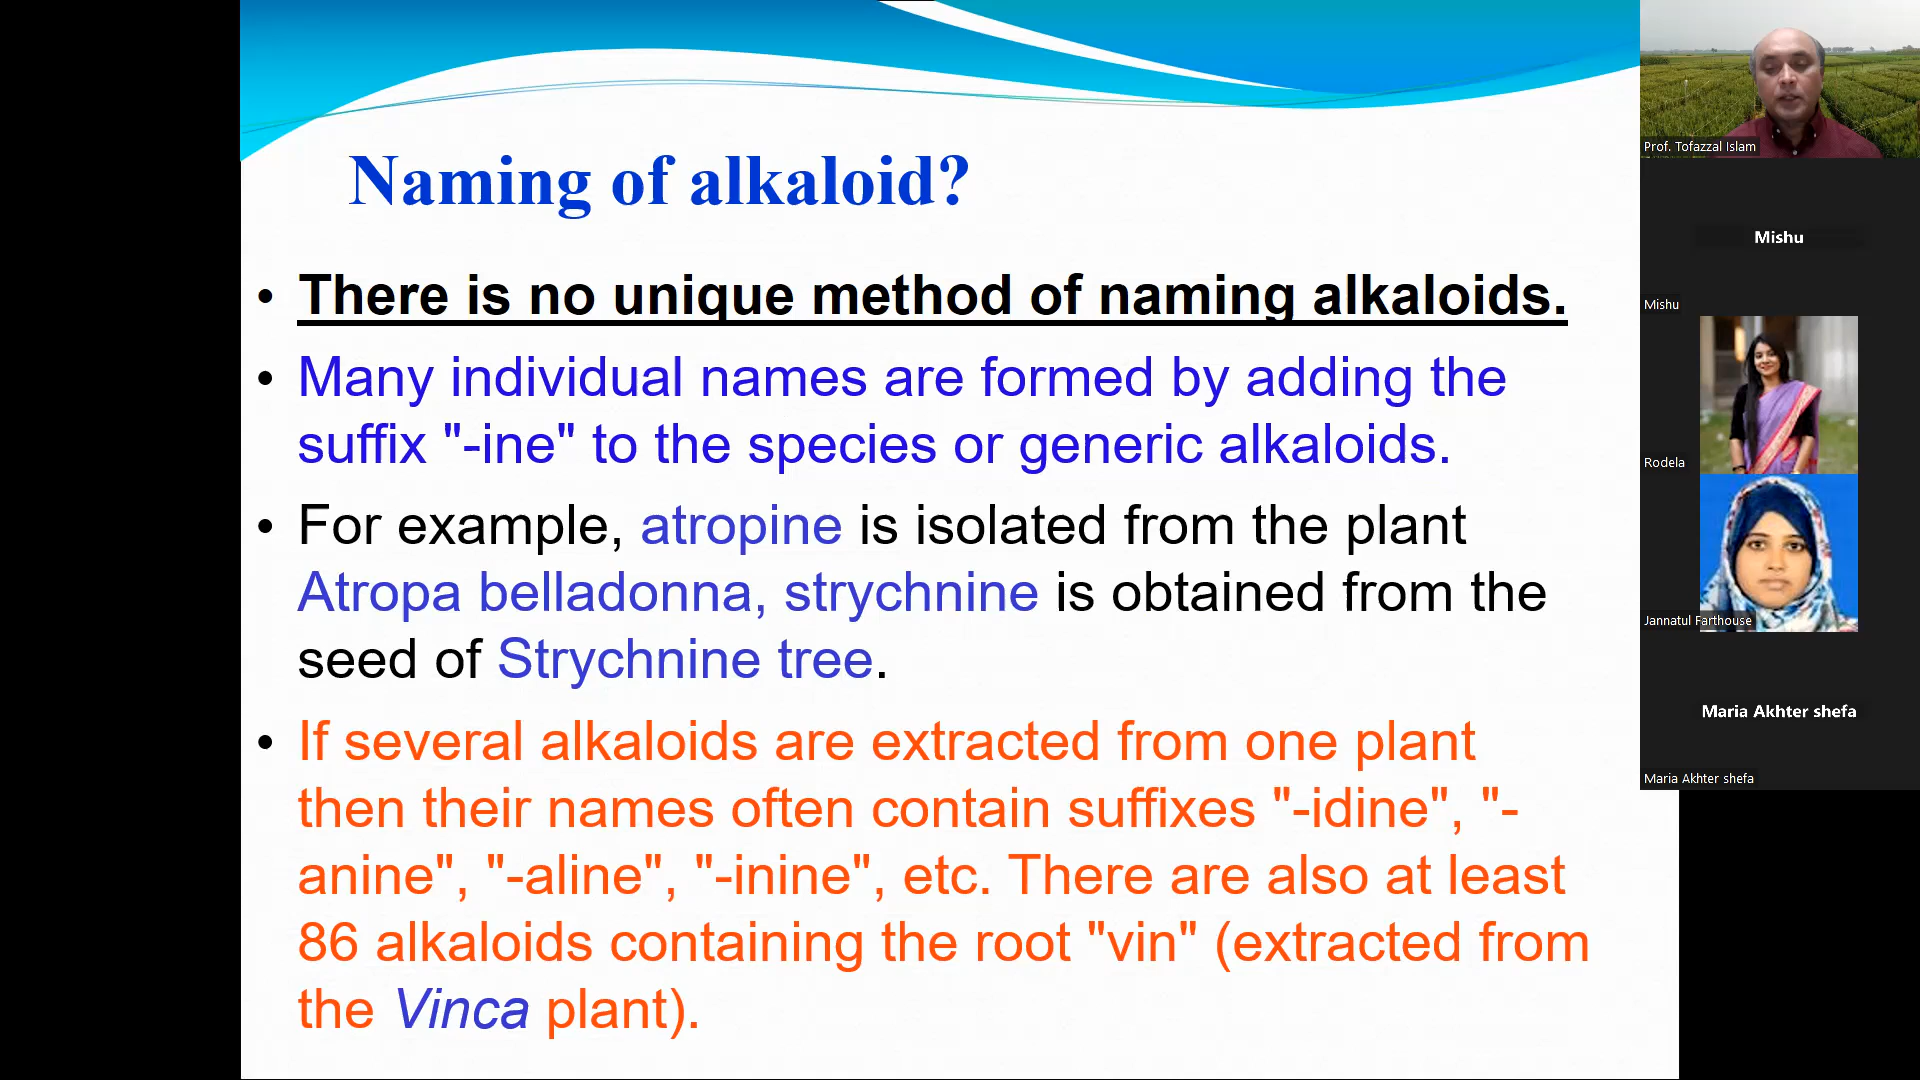 Naming of alkaloid?
• There is no unique method of naming alkaloids.
• Many individual names are formed by adding the
suffix "-ine" to the species or generic alkaloids.
• For example, atropine is isolated from the plant
Atropa belladonna, strychnine is obtained from the
seed of Strychnine tree.
• If several alkaloids are extracted from one plant
then their names often contain suffixes "-idine", "-
anine", "-aline", "-inine", etc. There are also at least
86 alkaloids containing the root "vin" (extracted from
the Vinca plant).
Prof. Tofazzal Islam
Mishu
Mishu
Rodela
Jannatul Farthouse
Maria Akhter shefa
Maria Akhter shefa